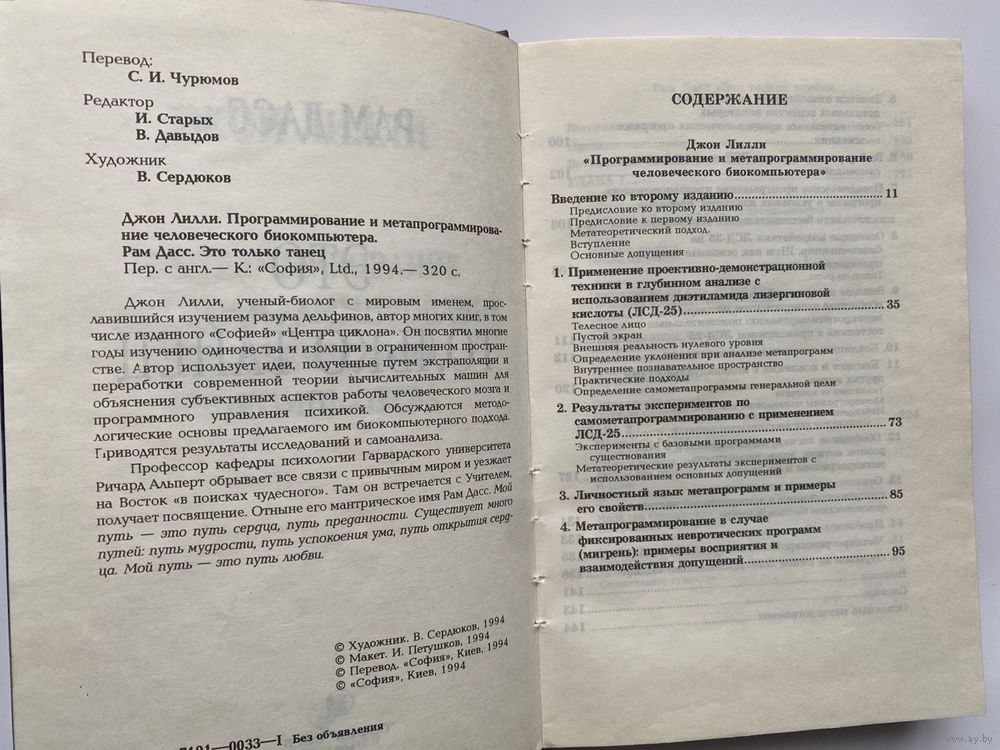 Перевод:
С. И. Чурюмов
Редактор
И. Старых
В. Давыдов
Художник
В. Сердюков
Джон Лилли. Программирование и метапрограммирова-
ние человеческого биокомпьютера.
Рам Дасс. Это только танец
Пер. с англ.— К.: «София», Ltd., 1994.— 320 с.
Джон Лилли, ученый-биолог с мировым именем, прос-
лавившийся изучением разума дельфинов, автор многих книг, в том
числе изданного «Софией» «Центра циклона». Он посвятил многие
годы изучению одиночества и изоляции в ограниченном простран-
стве. Автор использует идеи, полученные путем экстраполяции и
переработки современной теории вычислительных машин для
объяснения субъективных аспектов работы человеческого мозга и
программного управления психикой. Обсуждаются методо-
логические основы предлагаемого им биокомпьютерного подхода.
Приводятся результаты исследований и самоанализа.
Профессор кафедры психологии Гарвардского университета
Ричард Альперт обрывает все связи с привычным миром и уезжает
на Восток «в поисках чудесного». Там он встречается с Учителем,
получает посвящение. Отныне его мантрическое имя Рам Дасс. Мой
путь — это путь сердца, путь преданности. Существует много
путей: путь мудрости, путь успокоения ума, путь открытия серд-
ца. Мой путь — это путь любви.
© Художник. В. Сердюков, 1994
© Макет. И. Петушков, 1994
© Перевод. «София», Киев, 1994
© «София», Киев, 1994
—0033—I Без объявления
СОДЕРЖАНИЕ
Джон Лилли
«Программирование и метапрограммирование
человеческого биокомпьютера»
Введение ко второму изданию 11
Предисловие ко второму изданию
Предисловие к первому изданию
Метатеоретический подход.
Вступление
Основные допущения
1. Применение проективно-демонстрационной
техники в глубинном анализе с
использованием диэтиламида лизергиновой
кислоты (ЛСД-25) 35
Телесное лицо
Пустой экран
Внешняя реальность нулевого уровня
Определение уклонения при анализе метапрограмм
Внутреннее познавательное пространство
Практические подходы
Определение самометапрограммы генеральной цели
2. Результаты экспериментов по
самометапрограммированию с применением
ЛСД-25 73
Эксперименты с базовыми программами
существования
Метатеоретические результаты экспериментов с
использованием основных допущений
3. Личностный язык метапрограмм и примеры
его свойств 85
4. Метапрограммирование в случае
фиксированных невротических программ
(мигрень): примеры восприятия и
взаимодействия допущений 95
www.ay.by